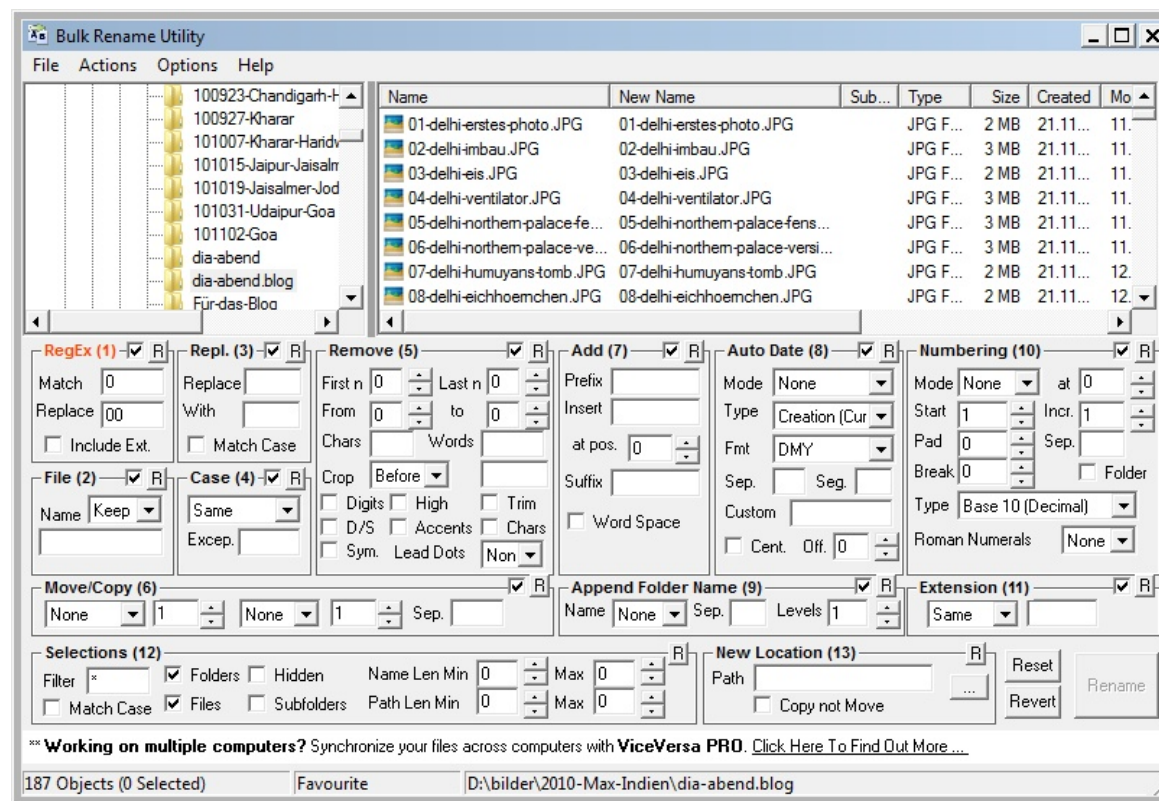 Bulk Rename Utility
File Actions Options Help
100923-Chandigarh-H
100927-Kharar
101007-Kharar-Haridw
101015-Jaipur-Jaisalm
101019-Jaisalmer-Jod
101031-Udaipur-Goa
101102-Goa
dia-abend
dia-abend.blog
Für-das-Blog
Name New Name Sub... Type Size Created Mo
01-delhi-erstes-photo.JPG 01-delhi-erstes-photo.JPG JPG F... 2 MB 21.11... 11.
02-delhi-imbau.JPG 02-delhi-imbau.JPG JPG F... 3 MB 21.11... 11.
03-delhi-eis.JPG 03-delhi-eis.JPG JPG F... 2 MB 21.11... 11.
04-delhi-ventilator.JPG 04-delhi-ventilator.JPG JPG F... 3 MB 21.11... 11.
05-delhi-northern-palace-fe... 05-delhi-northern-palace-fens... JPG F... 3 MB 21.11... 11.
06-delhi-northern-palace-ve... 06-delhi-northern-palace-versi... JPG F... 3 MB 21.11... 11.
07-delhi-humuyans-tomb.JPG 07-delhi-humuyans-tomb.JPG JPG F... 2 MB 21.11... 12.
08-delhi-eichhoernchen.JPG 08-delhi-eichhoernchen.JPG JPG F... 2 MB 21.11... 12.
RegEx (1) R
Match 0
Replace 00
Include Ext.
Repl. (3) R
Replace
With
Match Case
Remove (5) R
First n 0 Last n 0
From 0 to 0
Chars Words
Crop Before
Digits High Trim
D/S Accents Chars
Sym. Lead Dots Non
Add (7) R
Prefix
Insert
at pos. 0
Suffix
Word Space
Auto Date (8) R
Mode None
Type Creation (Cur
Fmt DMY
Sep. Seg.
Custom
Cent. Off. 0
Numbering (10) R
Mode None at 0
Start 1 Incr. 1
Pad 0 Sep.
Break 0 Folder
Type Base 10 (Decimal)
Roman Numerals None
File (2) R
Name Keep
Case (4) R
Same
Excep.
Move/Copy (6) R
None 1 None 1 Sep.
Append Folder Name (9) R
Name None Sep. Levels 1
Extension (11) R
Same
Selections (12) R
Filter * Folders Hidden Name Len Min 0 Max 0
Match Case Files Subfolders Path Len Min 0 Max 0
New Location (13) R
Path ...
Copy not Move
Reset
Revert
Rename
** Working on multiple computers? Synchronize your files across computers with ViceVersa PRO. Click Here To Find Out More ...
187 Objects (0 Selected) Favourite D:\bilder\2010-Max-Indien\dia-abend.blog